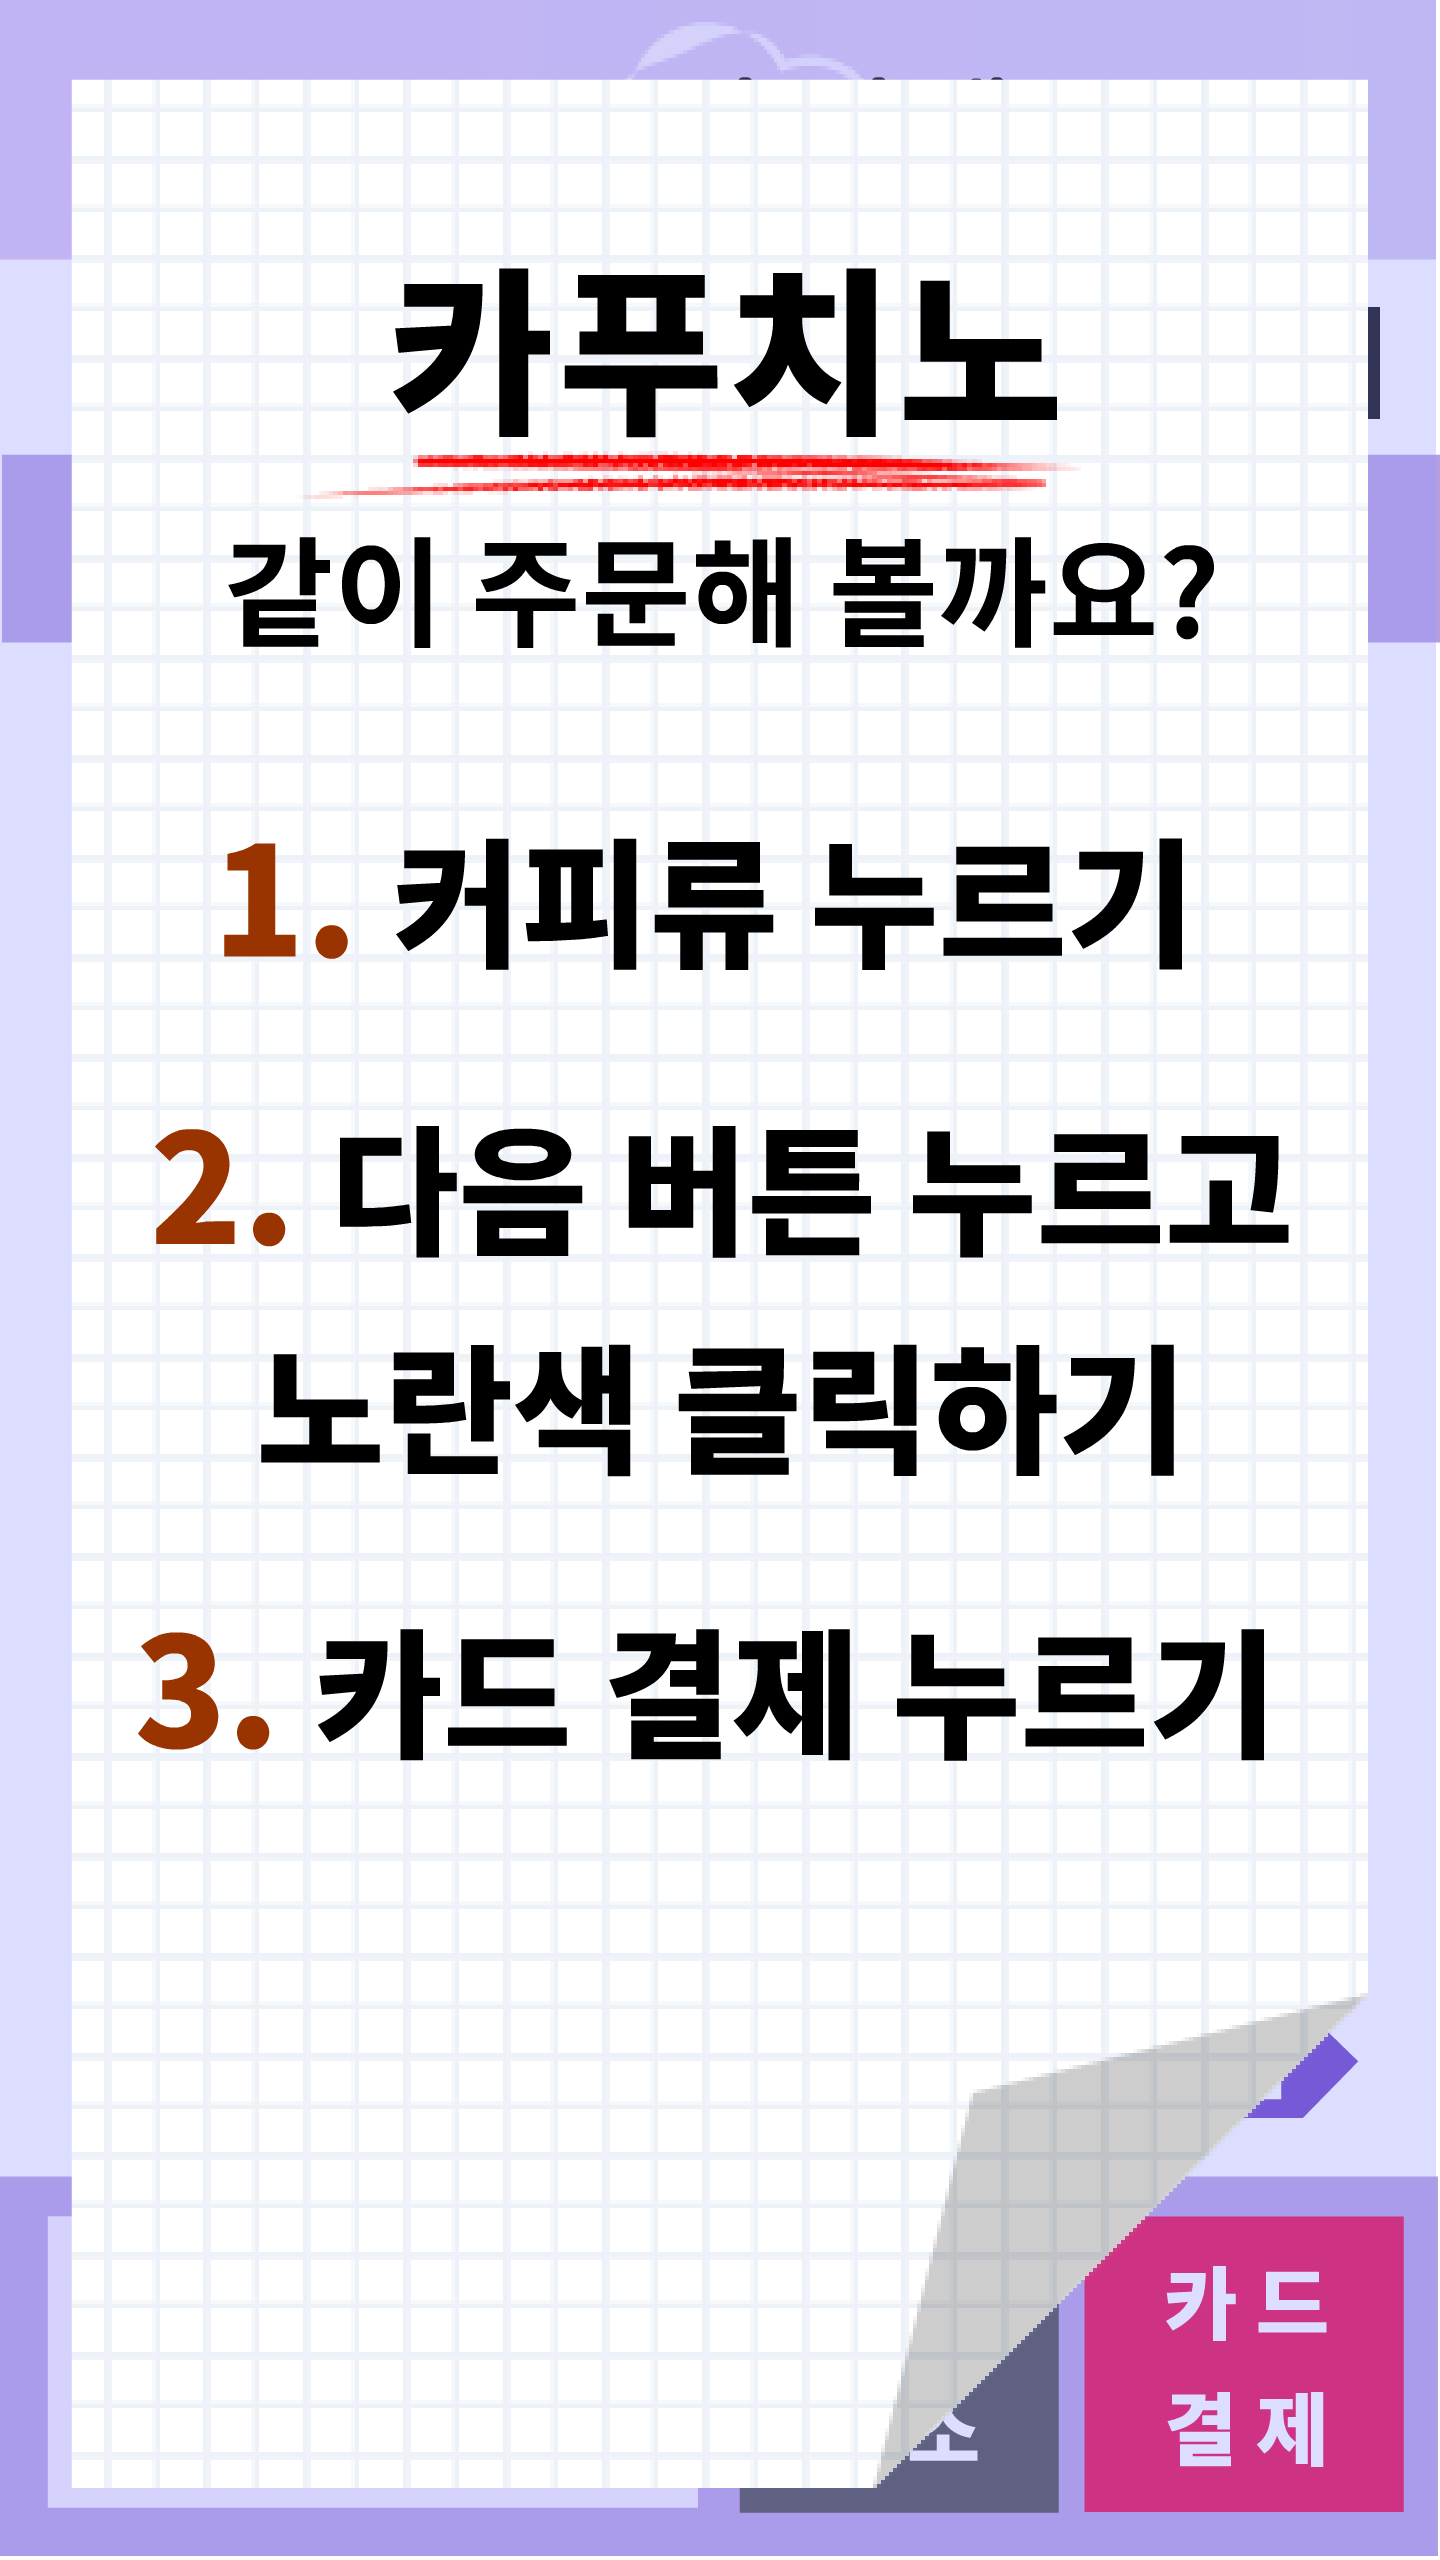 카푸치노
같이 주문해 볼까요?
1. 커피류 누르기
2. 다음 버튼 누르고
노란색 클릭하기
3. 카드 결제 누르기
카드
결제
소